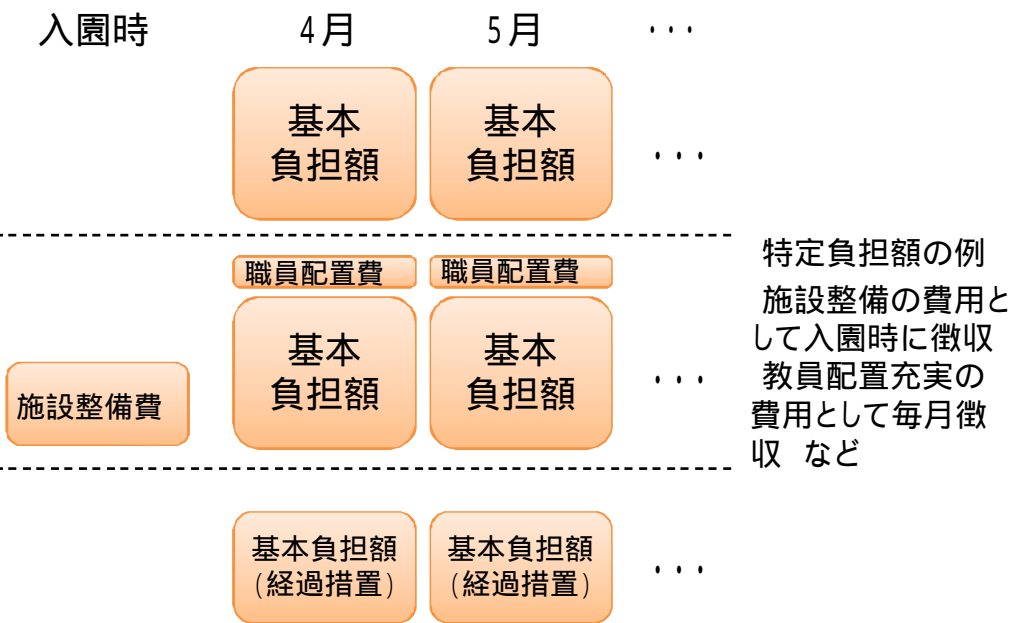 入園時 4月 5月 ･･･
基本 基本
負担額 負担額 ･･･
職員配置費 職員配置費
基本 基本
負担額 負担額 ･･･
施設整備費
特定負担額の例
施設整備の費用と
して入園時に徴収
教員配置充実の
費用として毎月徴
収 など
基本負担額 基本負担額
(経過措置) (経過措置) ･･･